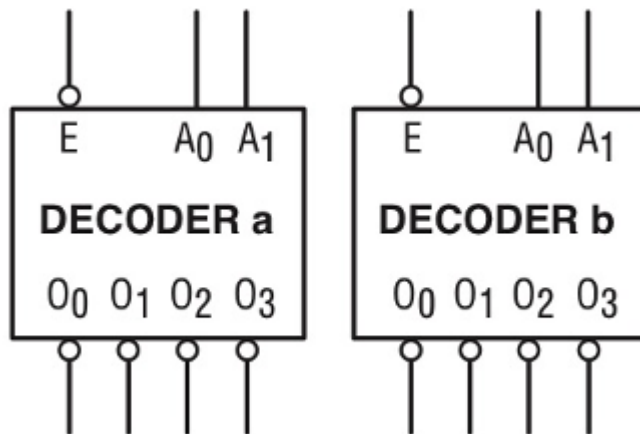 E A0 A1 E A0 A1
DECODER a DECODER b
O0 O1 O2 O3 O0 O1 O2 O3